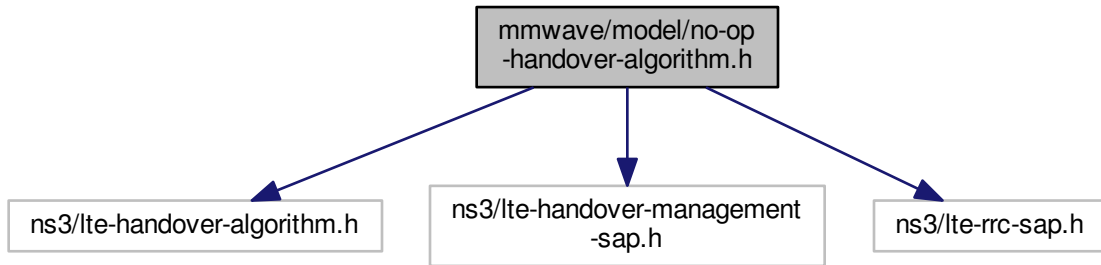 mmwave/model/no-op
-handover-algorithm.h
ns3/lte-handover-algorithm.h
ns3/lte-handover-management
-sap.h
ns3/lte-rrc-sap.h